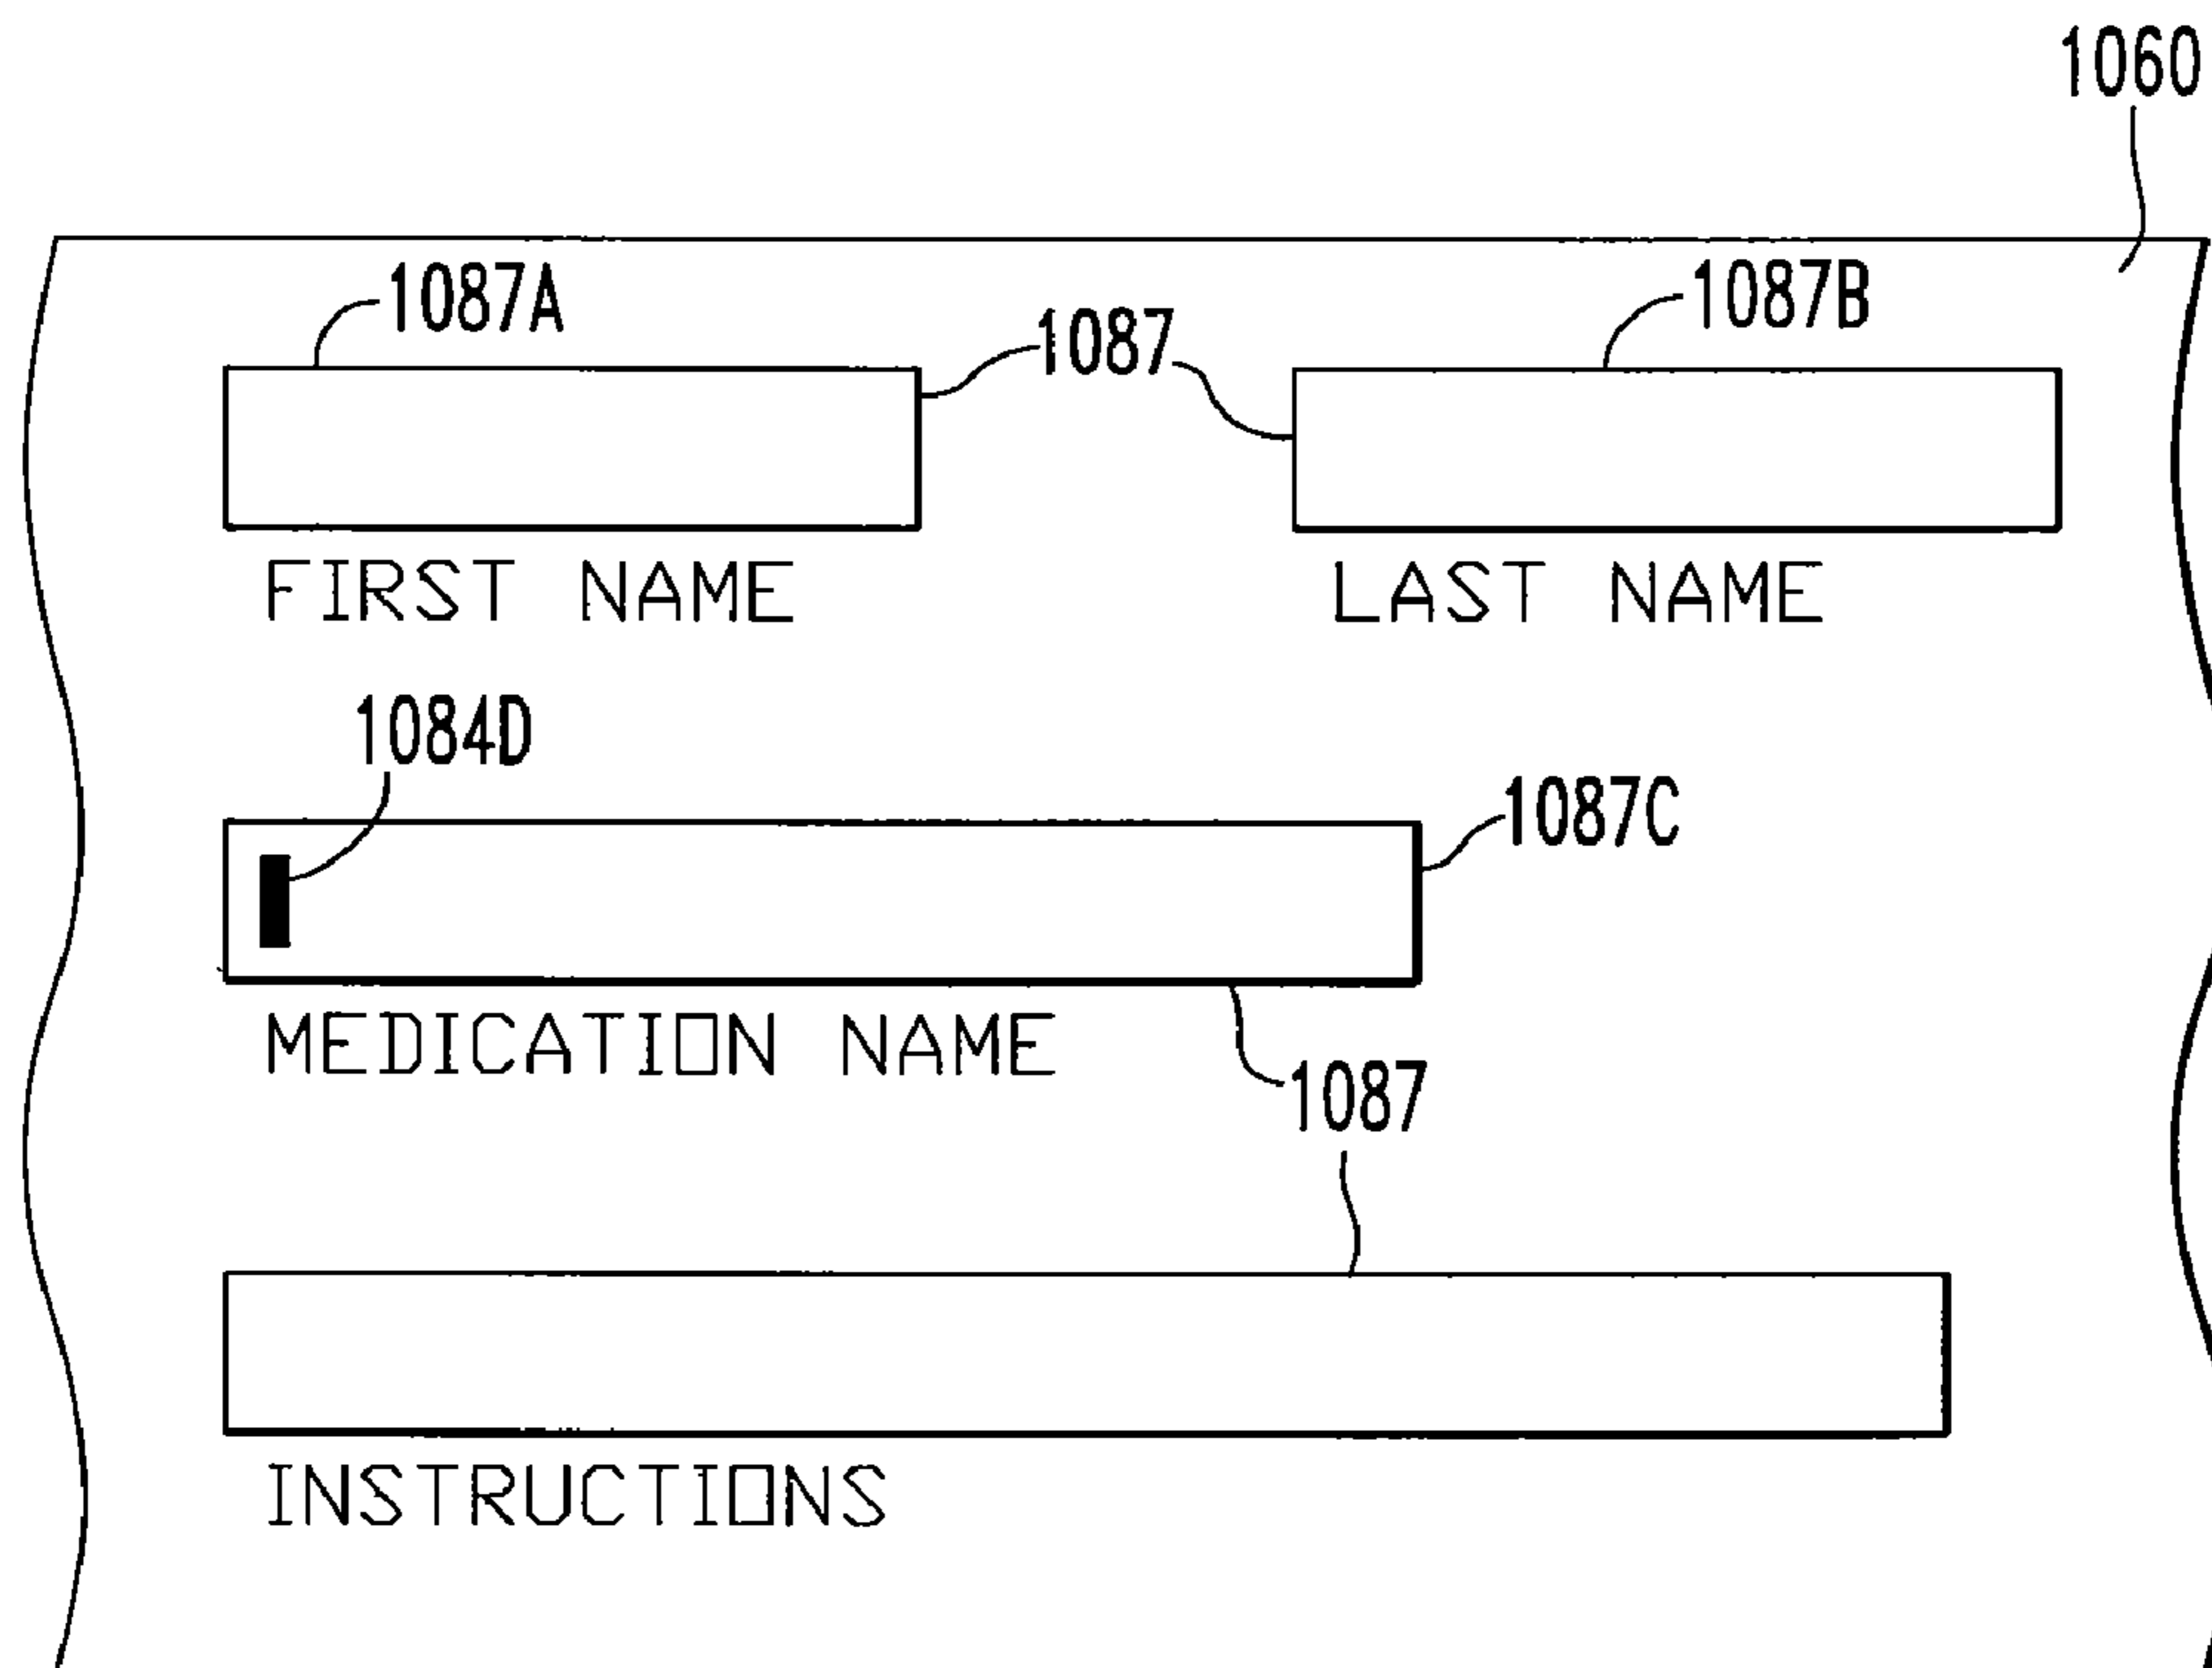 1060
1087A
1087
1087B
FIRST NAME
LAST NAME
1084D
1087C
MEDICATION NAME
1087
INSTRUCTIONS